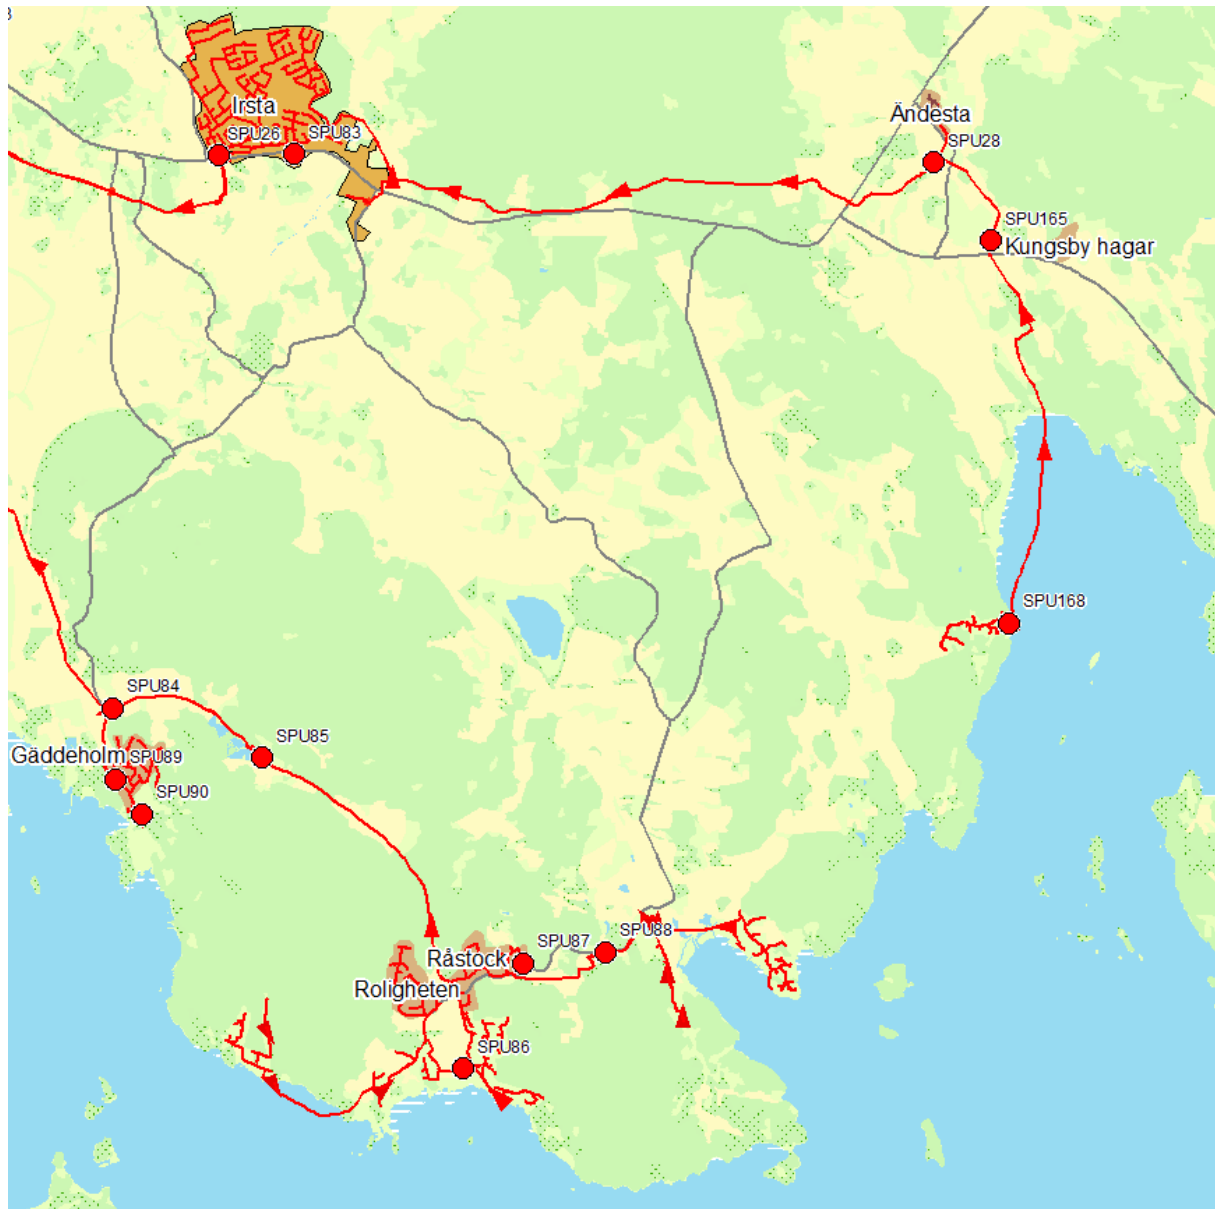 3
Irsta
SPU26
SPU83
Ändesta
SPU28
SPU165
Kungsby hagar
SPU168
SPU84
SPU85
Gäddeholm
SPU89
SPU90
SPU87
SPU88
Råstock
Roligheten
SPU86